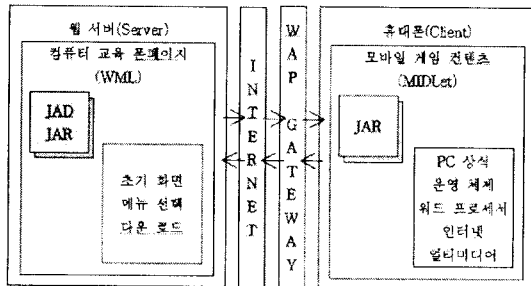 웹 서버(Server)
컴퓨터 교육 폰페이지
(WML)
JAD
JAR
초기 화면
메뉴 선택
다운 로드
INTERNET
WAP GATEWAY
휴대폰(Client)
모바일 게임 컨텐츠
(MIDLet)
JAR
PC 상식
운영 체제
워드 프로세서
인터넷
멀티미디어